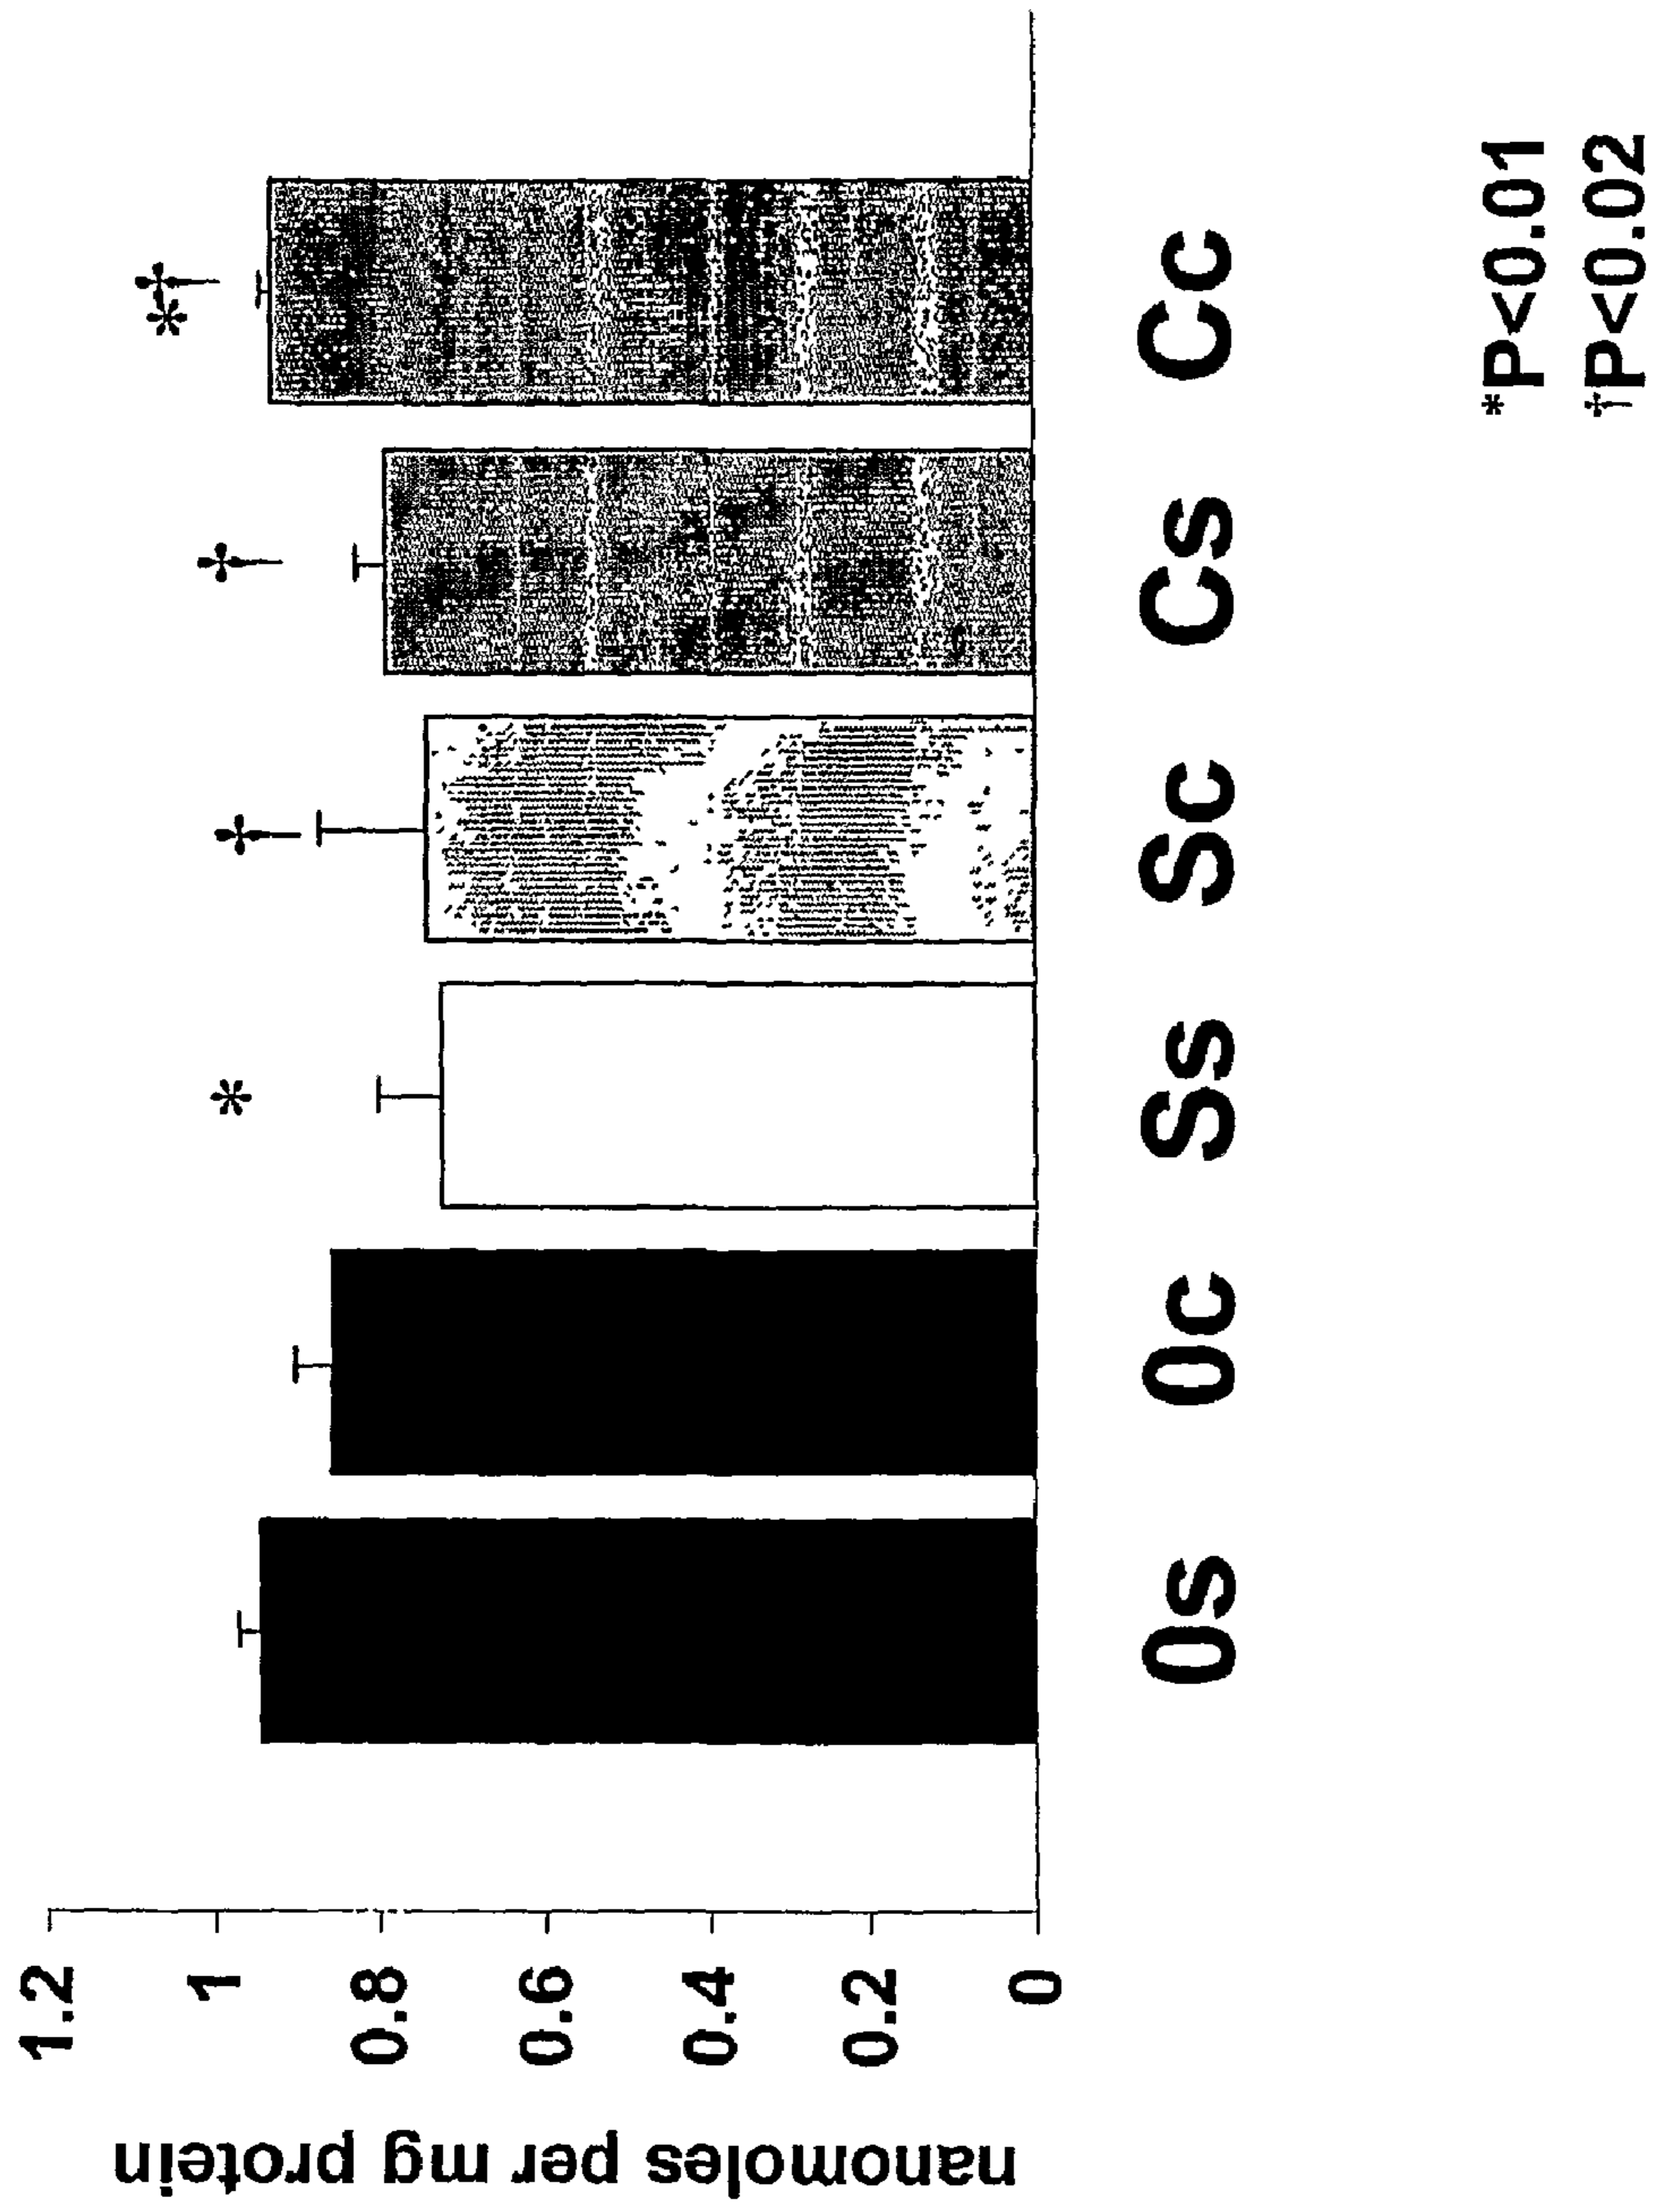 nanomoles per mg protein
1.2
1
0.8
0.6
0.4
0.2
0
*
†
†
*†
0s 0c Ss Sc Cs Cc
*P<0.01
†P<0.02